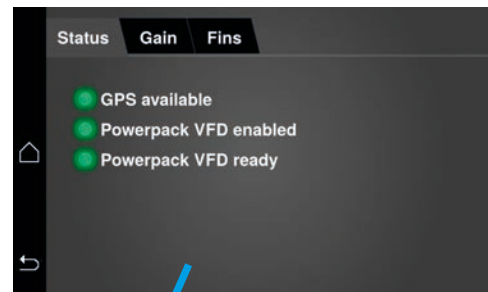 Status Gain Fins
GPS available
Powerpack VFD enabled
Powerpack VFD ready